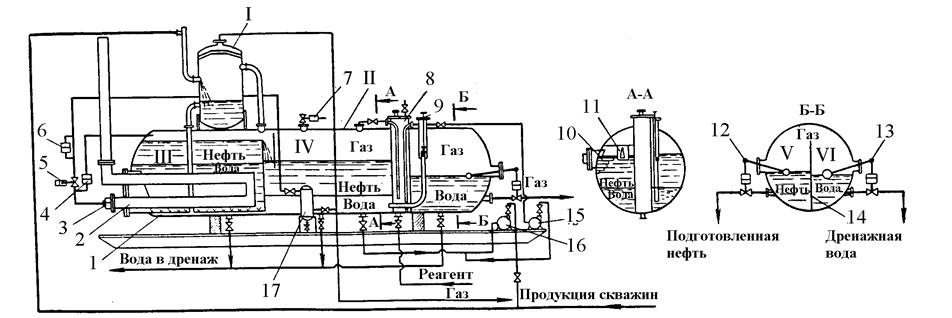 I
7
II
А
8
Б
9
6
III
Нефть
Вода
IV
Газ
Газ
5
4
3
2
1
Нефть
Вода
А
Вода
Б
Газ
15
16
17
Вода в дренаж
Реагент
Газ
Продукция скважин
А-А
10
11
Нефть
Вода
Б-Б
12
Газ
13
V
VI
Нефть
Вода
14
Подготовленная
нефть
Дренажная
вода